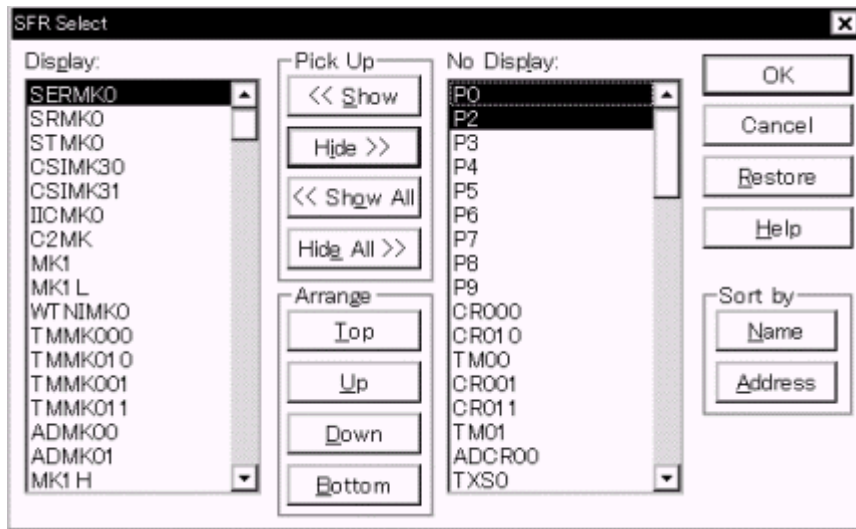 SFR Select
Display:
SERMK0
SRMK0
STMK0
CSIMK30
CSIMK31
IICMK0
C2MK
MK1
MK1L
WTNIMK0
TMMK000
TMMK010
TMMK001
TMMK011
ADMK00
ADMK01
MK1H
Pick Up
<< Show
Hide >>
<< Show All
Hide All >>
Arrange
Top
Up
Down
Bottom
No Display:
P0
P2
P3
P4
P5
P6
P7
P8
P9
CR000
CR010
TM00
CR001
CR011
TM01
ADCR00
TXS0
OK
Cancel
Restore
Help
Sort by
Name
Address